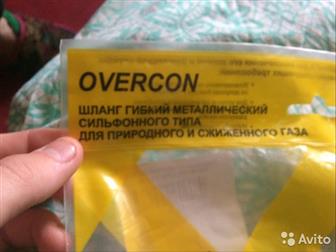 OVERCON
ШЛАНГ ГИБКИЙ МЕТАЛЛИЧЕСКИЙ
СИЛЬФОННОГО ТИПА
ДЛЯ ПРИРОДНОГО И СЖИЖЕННОГО ГАЗА
Avito